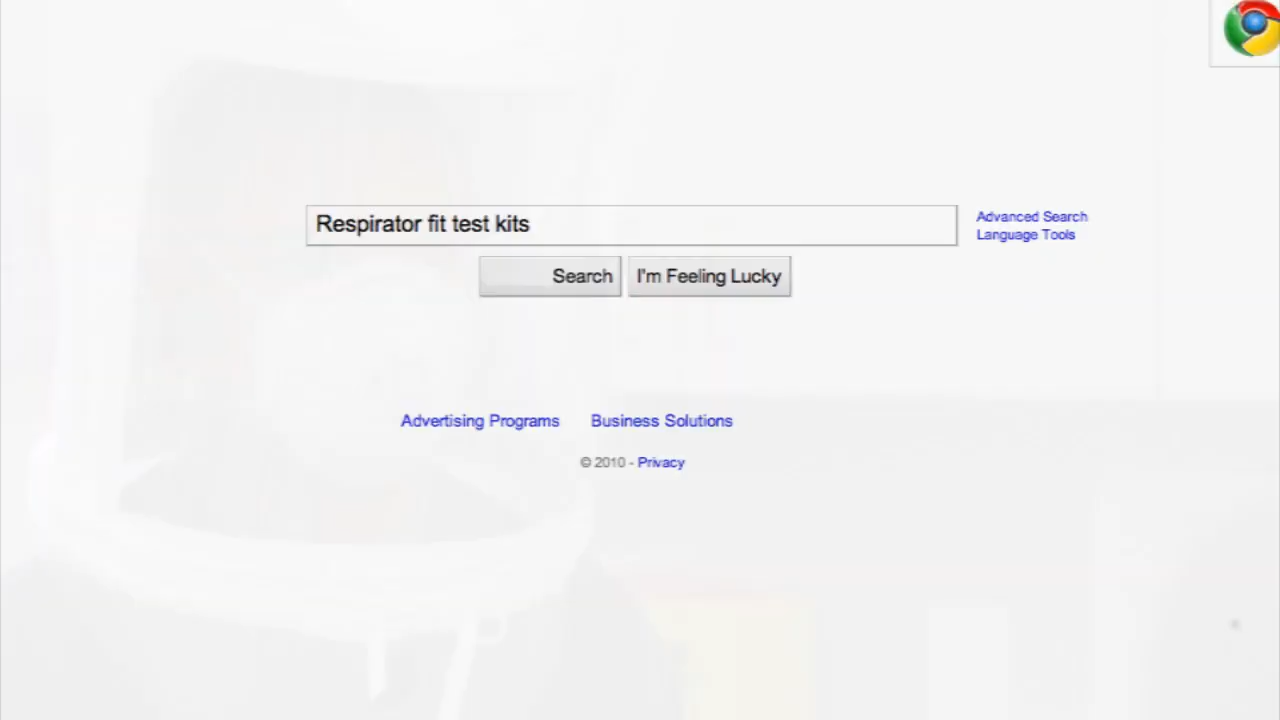 Respirator fit test kits
Advanced Search
Language Tools
Search
I'm Feeling Lucky
Advertising Programs
Business Solutions
© 2010 - Privacy